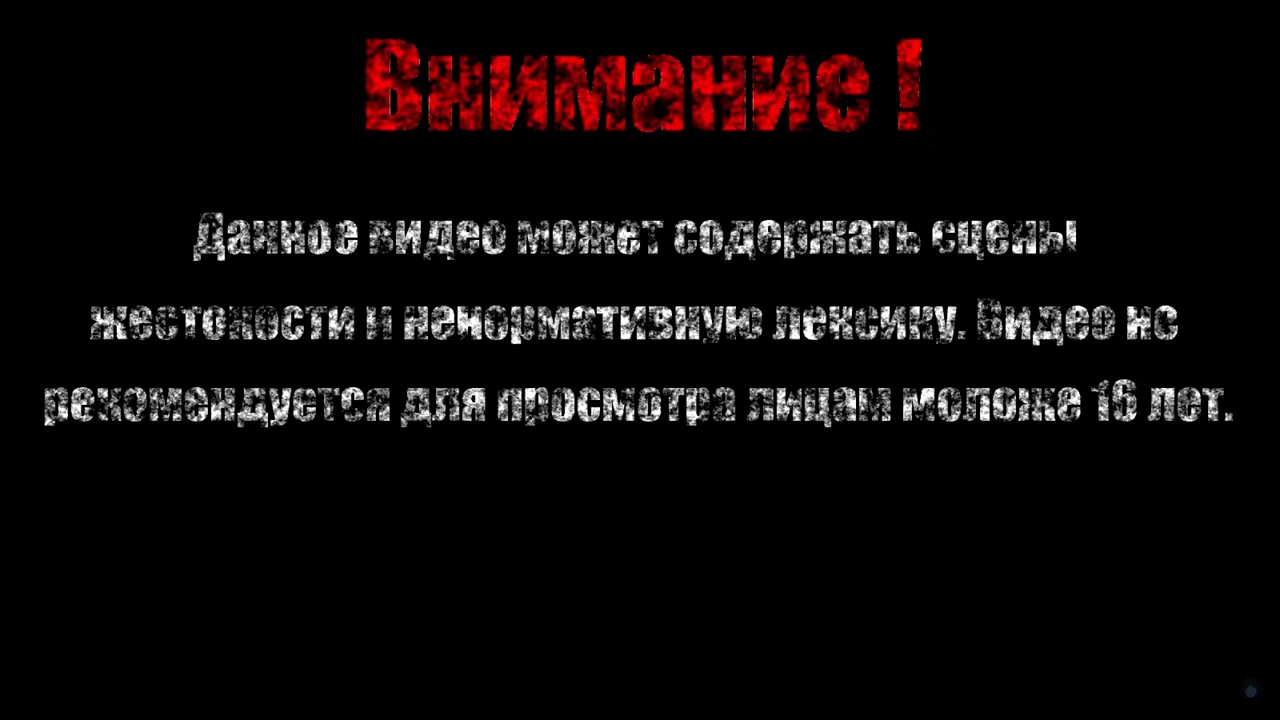 Внимание !
Данное видео может содержать сцены
жестокости и ненормативную лексику. Видео не
рекомендуется для просмотра лицам моложе 16 лет.